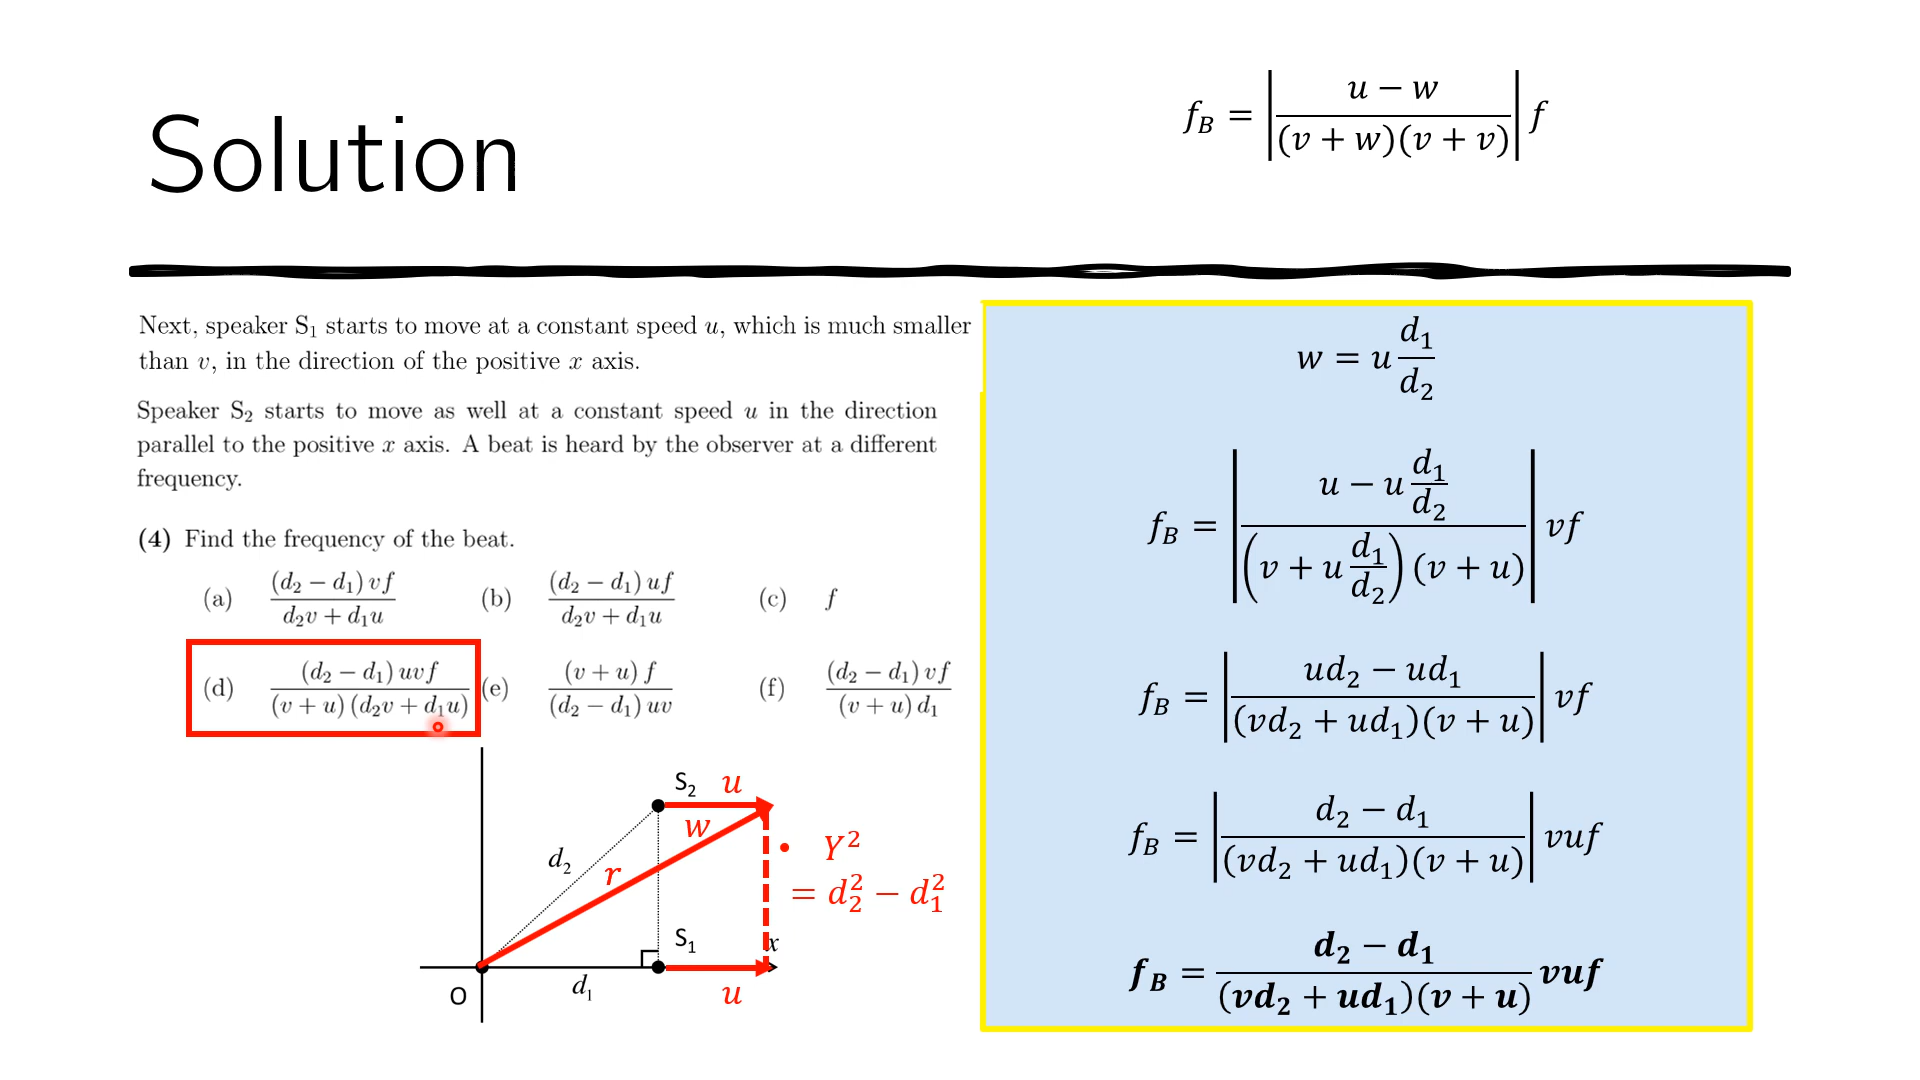 Solution
f_B = |(u − w) / ((v + w)(v + v))| f
Next, speaker S₁ starts to move at a constant speed u, which is much smaller
than v, in the direction of the positive x axis.
Speaker S₂ starts to move as well at a constant speed u in the direction
parallel to the positive x axis. A beat is heard by the observer at a different
frequency.
(4) Find the frequency of the beat.
(a) (d₂ − d₁) vf / (d₂v + d₁u) (b) (d₂ − d₁) uf / (d₂v + d₁u) (c) f
(d) (d₂ − d₁) uvf / ((v + u) (d₂v + d₁u)) (e) (v + u) f / ((d₂ − d₁) uv) (f) (d₂ − d₁) vf / ((v + u) d₁)
S₂ u
w
d₂
r
• Y²
= d₂² − d₁²
S₁
x
O
d₁
u
w = u d₁/d₂
f_B = |(u − u d₁/d₂) / ((v + u d₁/d₂)(v + u))| vf
f_B = |(ud₂ − ud₁) / ((vd₂ + ud₁)(v + u))| vf
f_B = |(d₂ − d₁) / ((vd₂ + ud₁)(v + u))| vuf
f_B = (d₂ − d₁) / ((vd₂ + ud₁)(v + u)) vuf